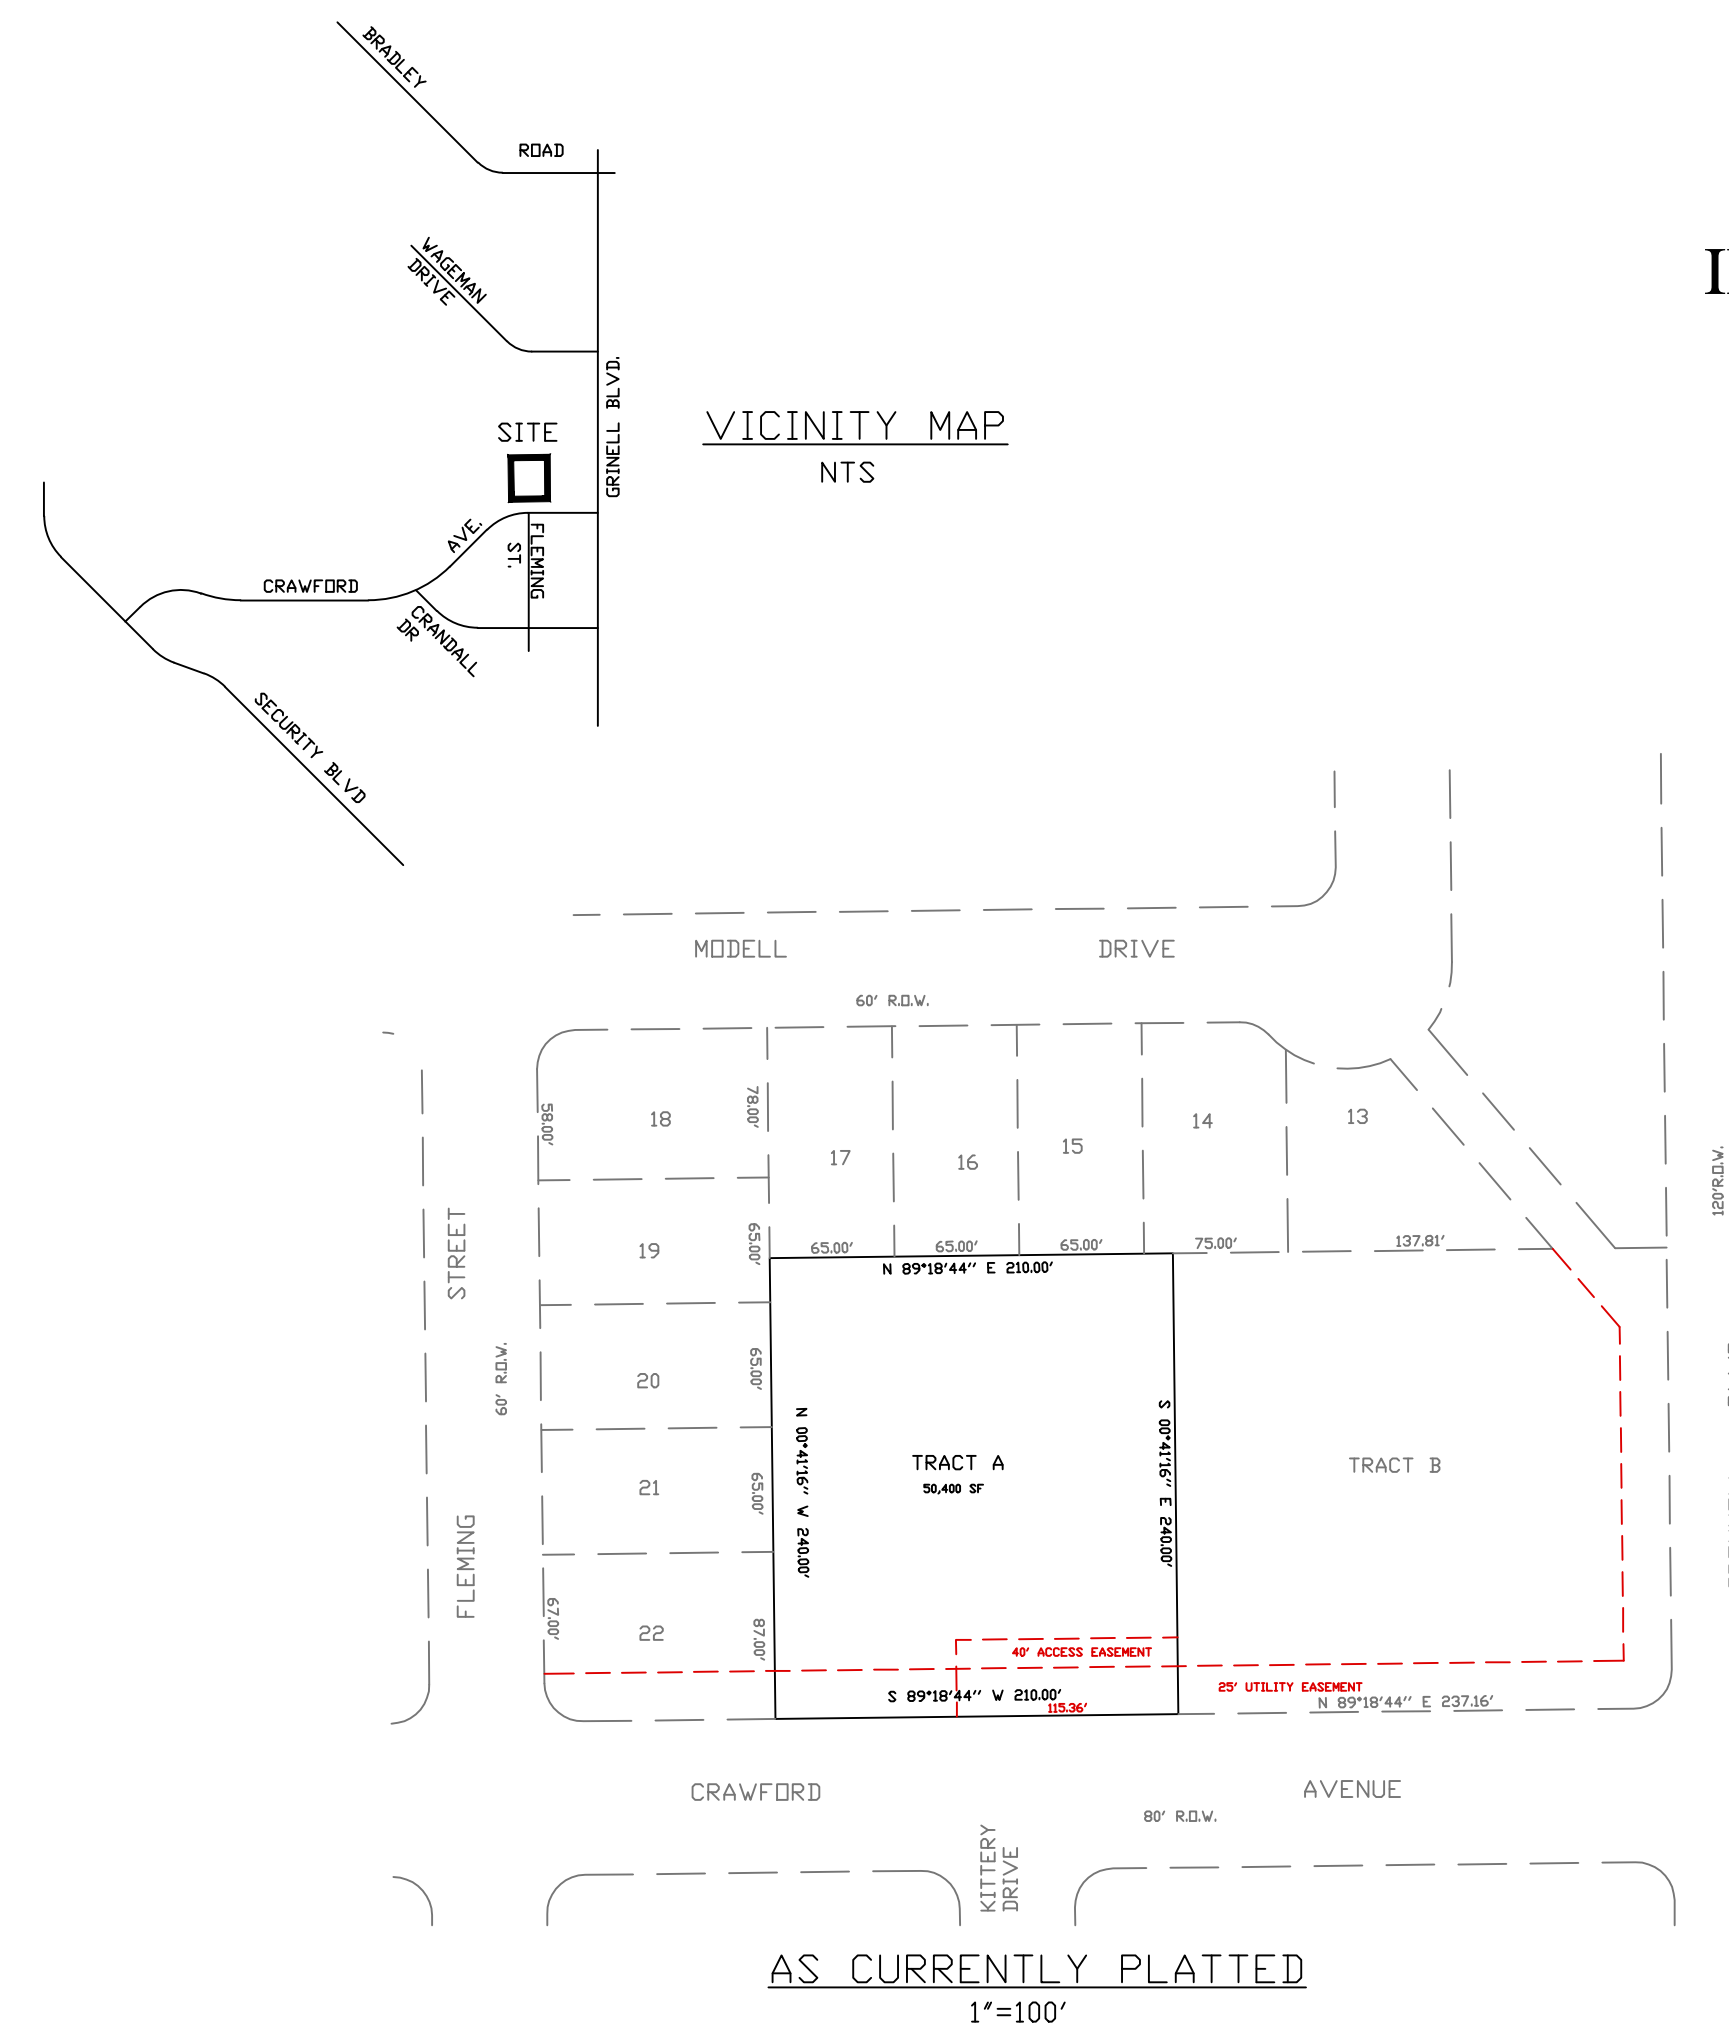 BRADLEY
ROAD
WAGEMAN
DRIVE
GRINELL BLVD.
VICINITY MAP
NTS
SITE
AVE.
FLEMING
ST.
CRAWFORD
CRANDALL
DR
SECURITY BLVD
MODELL DRIVE
60' R.O.W.
58.00'
18
78.00'
17
16
15
14
13
120'R.O.W.
STREET
19
65.00'
65.00'
65.00'
65.00'
75.00'
137.81'
N 89°18'44'' E 210.00'
60' R.O.W.
20
65.00'
N 00°41'16'' W 240.00'
S 00°41'16'' E 240.00'
TRACT A
50,400 SF
TRACT B
21
65.00'
FLEMING
67.00'
22
87.00'
40' ACCESS EASEMENT
25' UTILITY EASEMENT
S 89°18'44'' W 210.00'
115.36'
N 89°18'44'' E 237.16'
CRAWFORD AVENUE
80' R.O.W.
KITTERY
DRIVE
AS CURRENTLY PLATTED
1"=100'